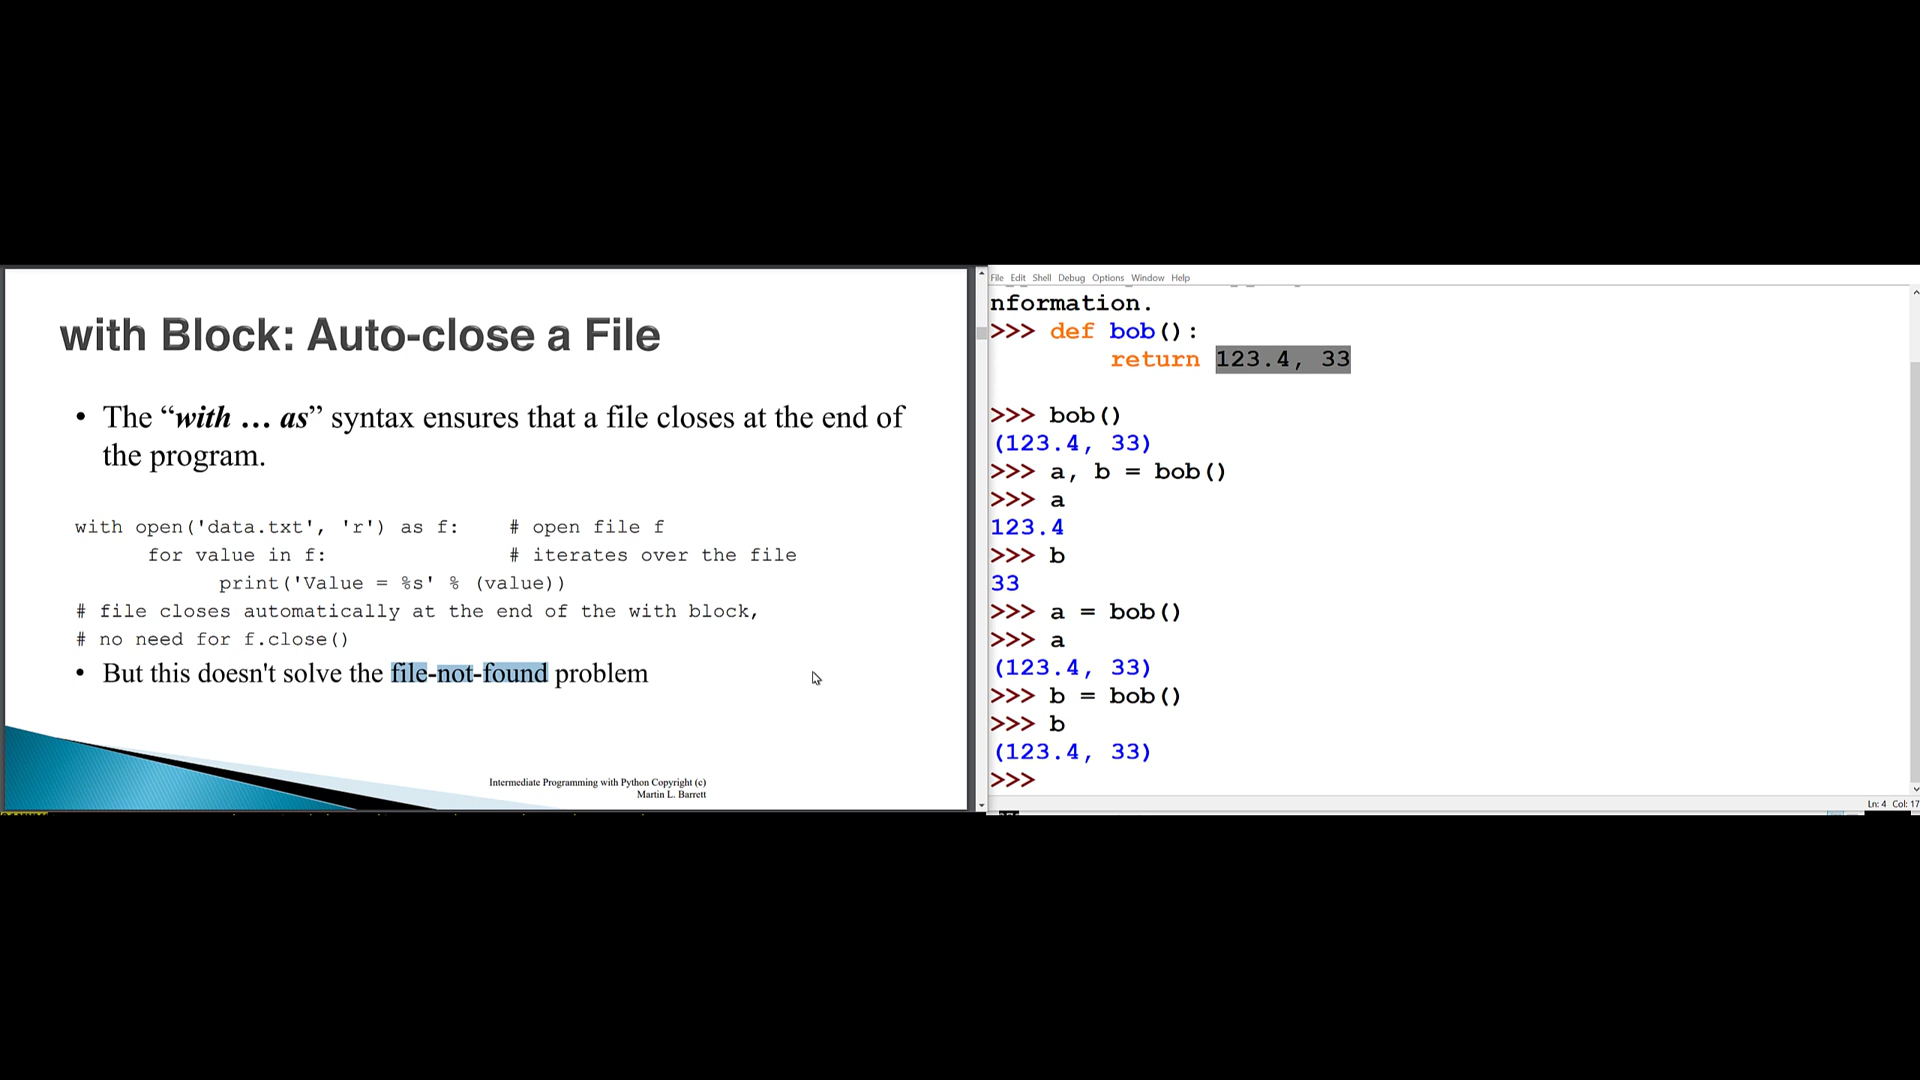 with Block: Auto-close a File
• The “with … as” syntax ensures that a file closes at the end of
the program.
with open('data.txt', 'r') as f: # open file f
for value in f: # iterates over the file
print('Value = %s' % (value))
# file closes automatically at the end of the with block,
# no need for f.close()
• But this doesn't solve the file-not-found problem
Intermediate Programming with Python Copyright (c)
Martin L. Barrett
File Edit Shell Debug Options Window Help
nformation.
>>> def bob():
return 123.4, 33
>>> bob()
(123.4, 33)
>>> a, b = bob()
>>> a
123.4
>>> b
33
>>> a = bob()
>>> a
(123.4, 33)
>>> b = bob()
>>> b
(123.4, 33)
>>>
Ln: 4 Col: 17